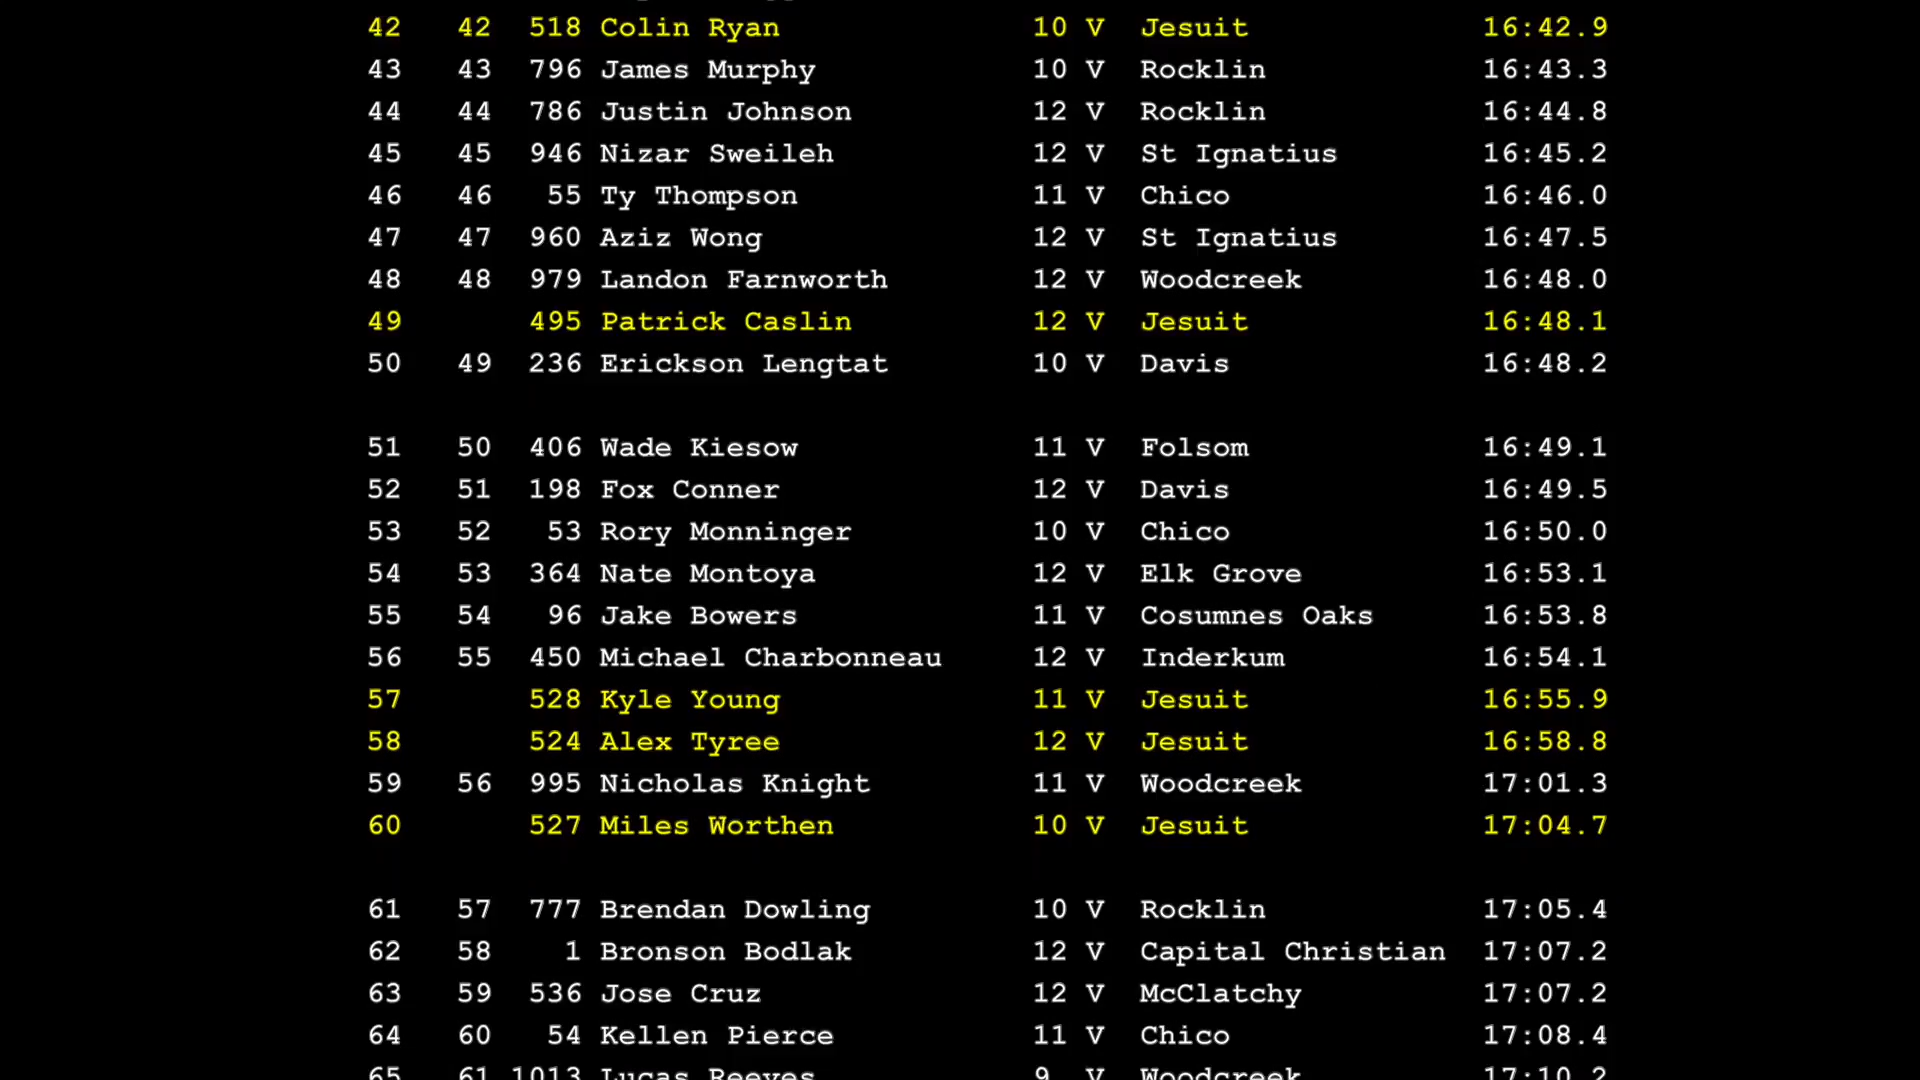 42 42 518 Colin Ryan 10 V Jesuit 16:42.9
43 43 796 James Murphy 10 V Rocklin 16:43.3
44 44 786 Justin Johnson 12 V Rocklin 16:44.8
45 45 946 Nizar Sweileh 12 V St Ignatius 16:45.2
46 46 55 Ty Thompson 11 V Chico 16:46.0
47 47 960 Aziz Wong 12 V St Ignatius 16:47.5
48 48 979 Landon Farnworth 12 V Woodcreek 16:48.0
49 495 Patrick Caslin 12 V Jesuit 16:48.1
50 49 236 Erickson Lengtat 10 V Davis 16:48.2
51 50 406 Wade Kiesow 11 V Folsom 16:49.1
52 51 198 Fox Conner 12 V Davis 16:49.5
53 52 53 Rory Monninger 10 V Chico 16:50.0
54 53 364 Nate Montoya 12 V Elk Grove 16:53.1
55 54 96 Jake Bowers 11 V Cosumnes Oaks 16:53.8
56 55 450 Michael Charbonneau 12 V Inderkum 16:54.1
57 528 Kyle Young 11 V Jesuit 16:55.9
58 524 Alex Tyree 12 V Jesuit 16:58.8
59 56 995 Nicholas Knight 11 V Woodcreek 17:01.3
60 527 Miles Worthen 10 V Jesuit 17:04.7
61 57 777 Brendan Dowling 10 V Rocklin 17:05.4
62 58 1 Bronson Bodlak 12 V Capital Christian 17:07.2
63 59 536 Jose Cruz 12 V McClatchy 17:07.2
64 60 54 Kellen Pierce 11 V Chico 17:08.4
65 61 1013 Lucas Reeves 9 V Woodcreek 17:10.2